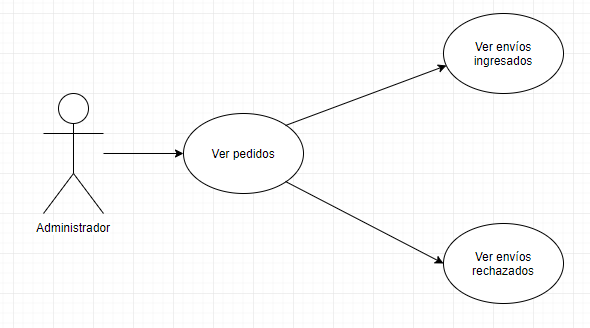 Ver envíos
ingresados
Ver pedidos
Administrador
Ver envíos
rechazados